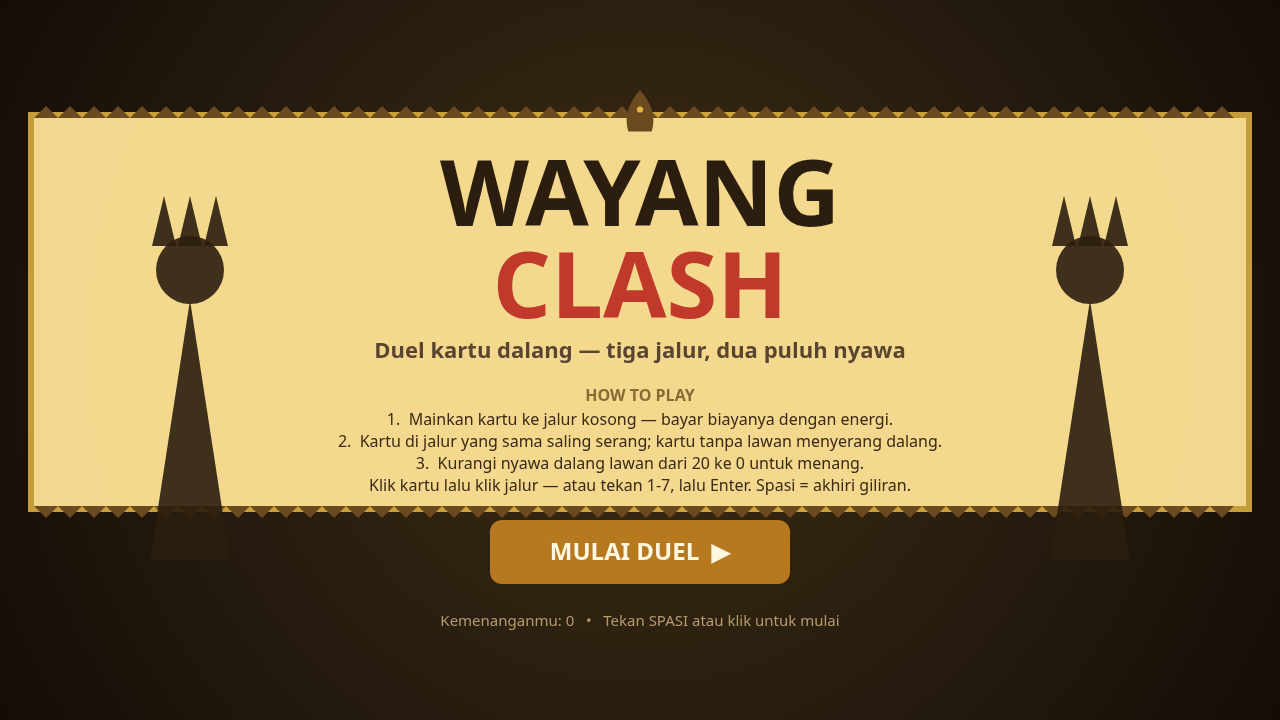 WAYANG
CLASH
Duel kartu dalang — tiga jalur, dua puluh nyawa
HOW TO PLAY
1.  Mainkan kartu ke jalur kosong — bayar biayanya dengan energi.
2.  Kartu di jalur yang sama saling serang; kartu tanpa lawan menyerang dalang.
3.  Kurangi nyawa dalang lawan dari 20 ke 0 untuk menang.
Klik kartu lalu klik jalur — atau tekan 1-7, lalu Enter. Spasi = akhiri giliran.
MULAI DUEL ▶
Kemenanganmu: 0 • Tekan SPASI atau klik untuk mulai